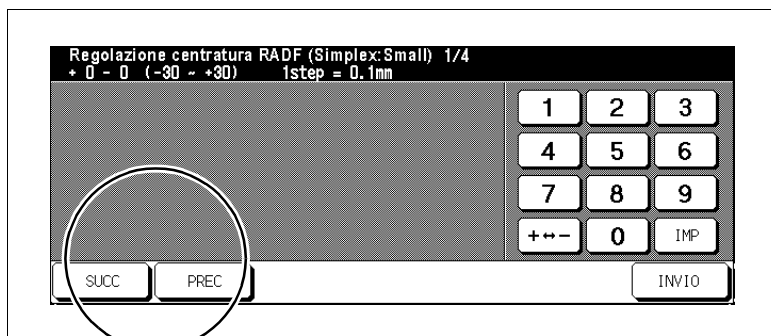 Regolazione centratura RADF (Simplex:Small) 1/4
+ 0 - 0 (-30 ~ +30) 1step = 0.1mm
1 2 3
4 5 6
7 8 9
+↔- 0 IMP
SUCC PREC INVIO